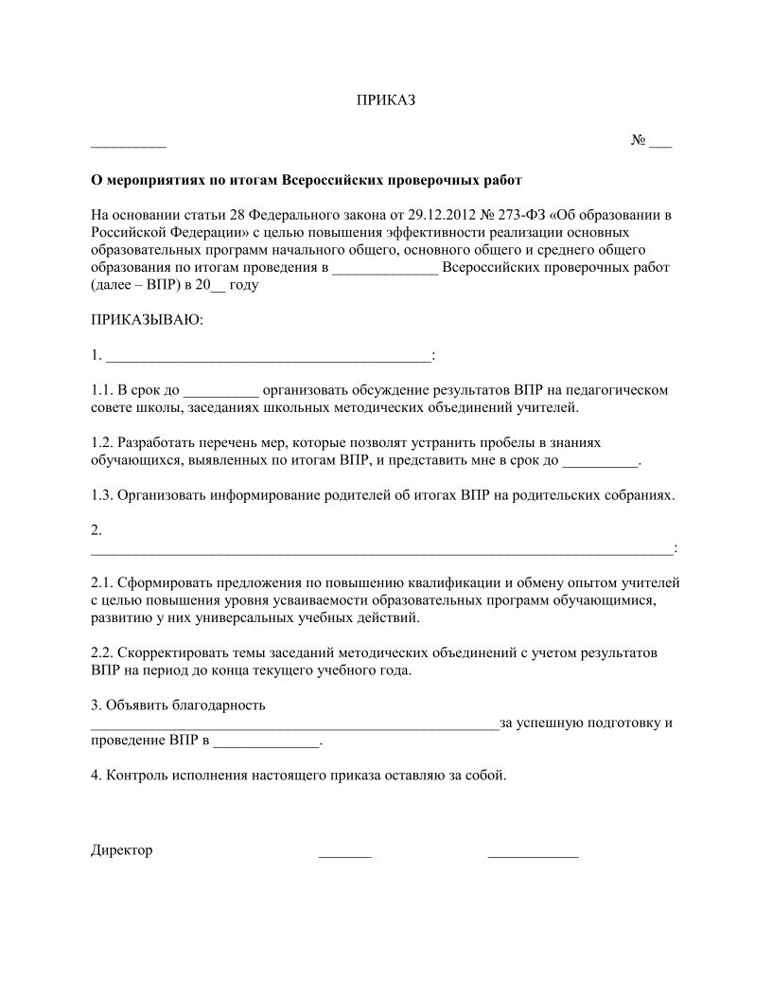 ПРИКАЗ
__________ № ___
О мероприятиях по итогам Всероссийских проверочных работ
На основании статьи 28 Федерального закона от 29.12.2012 № 273-ФЗ «Об образовании в
Российской Федерации» с целью повышения эффективности реализации основных
образовательных программ начального общего, основного общего и среднего общего
образования по итогам проведения в ______________ Всероссийских проверочных работ
(далее – ВПР) в 20__ году
ПРИКАЗЫВАЮ:
1. ___________________________________________:
1.1. В срок до __________ организовать обсуждение результатов ВПР на педагогическом
совете школы, заседаниях школьных методических объединений учителей.
1.2. Разработать перечень мер, которые позволят устранить пробелы в знаниях
обучающихся, выявленных по итогам ВПР, и представить мне в срок до __________.
1.3. Организовать информирование родителей об итогах ВПР на родительских собраниях.
2.
_____________________________________________________________________________:
2.1. Сформировать предложения по повышению квалификации и обмену опытом учителей
с целью повышения уровня усваиваемости образовательных программ обучающимися,
развитию у них универсальных учебных действий.
2.2. Скорректировать темы заседаний методических объединений с учетом результатов
ВПР на период до конца текущего учебного года.
3. Объявить благодарность
______________________________________________________за успешную подготовку и
проведение ВПР в ______________.
4. Контроль исполнения настоящего приказа оставляю за собой.
Директор _______ ____________